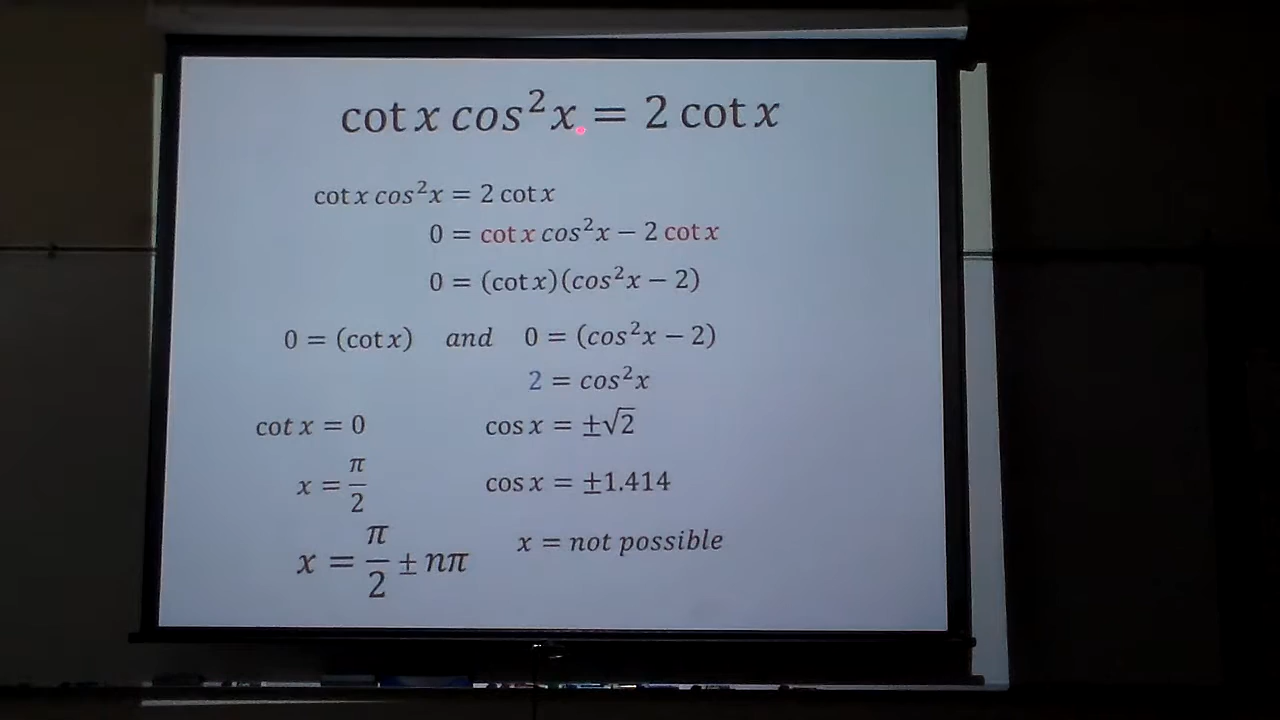 cot x cos²x = 2 cot x
cot x cos²x = 2 cot x
0 = cot x cos²x − 2 cot x
0 = (cot x)(cos²x − 2)
0 = (cot x) and 0 = (cos²x − 2)
2 = cos²x
cot x = 0 cos x = ±√2
x = π/2 cos x = ±1.414
x = π/2 ± nπ x = not possible